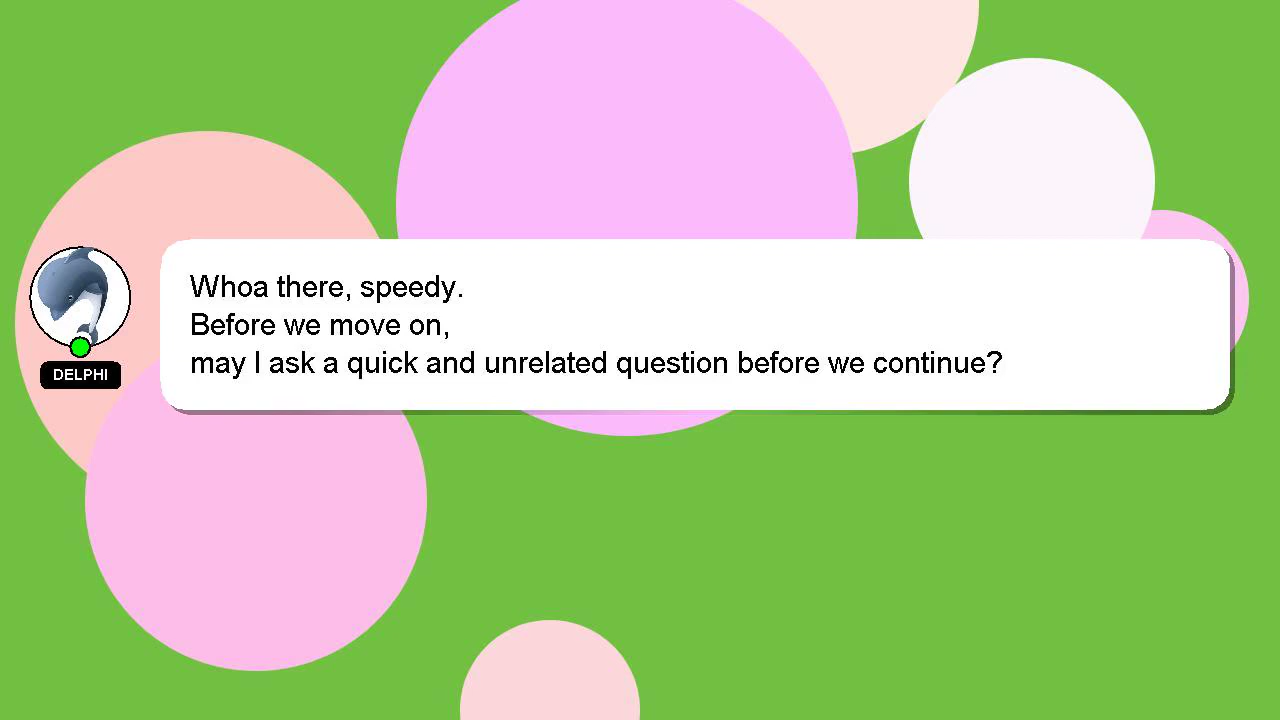 Whoa there, speedy.
Before we move on,
may I ask a quick and unrelated question before we continue?
DELPHI